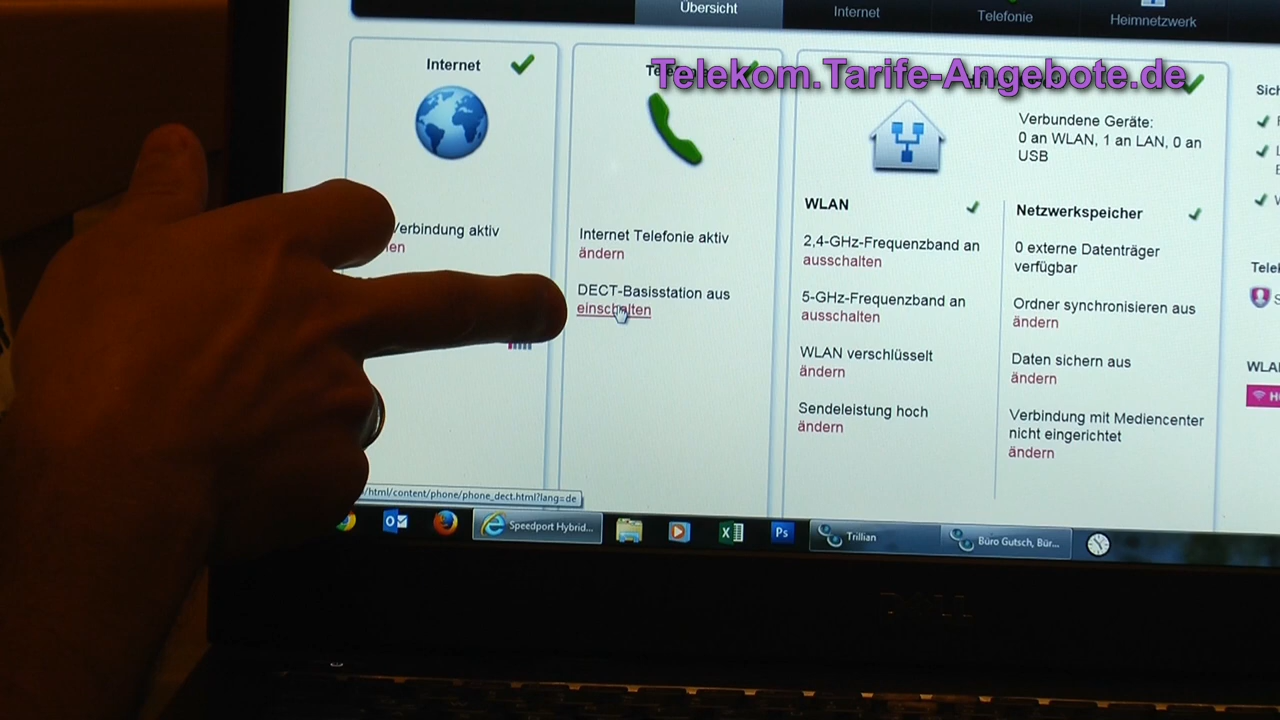 Übersicht
Internet
Telefonie
Heimnetzwerk
Telekom.Tarife-Angebote.de
Internet
Verbindung aktiv
Internet Telefonie aktiv
ändern
DECT-Basisstation aus
einschalten
Verbundene Geräte:
0 an WLAN, 1 an LAN, 0 an
USB
WLAN
2,4-GHz-Frequenzband an
ausschalten
5-GHz-Frequenzband an
ausschalten
WLAN verschlüsselt
ändern
Sendeleistung hoch
ändern
Netzwerkspeicher
0 externe Datenträger
verfügbar
Ordner synchronisieren aus
ändern
Daten sichern aus
ändern
Verbindung mit Mediencenter
nicht eingerichtet
ändern
/html/content/phone/phone_dect.html?lang=de
Speedport Hybrid...
Ps
Trillian
Büro Gutsch, Bür...
DELL